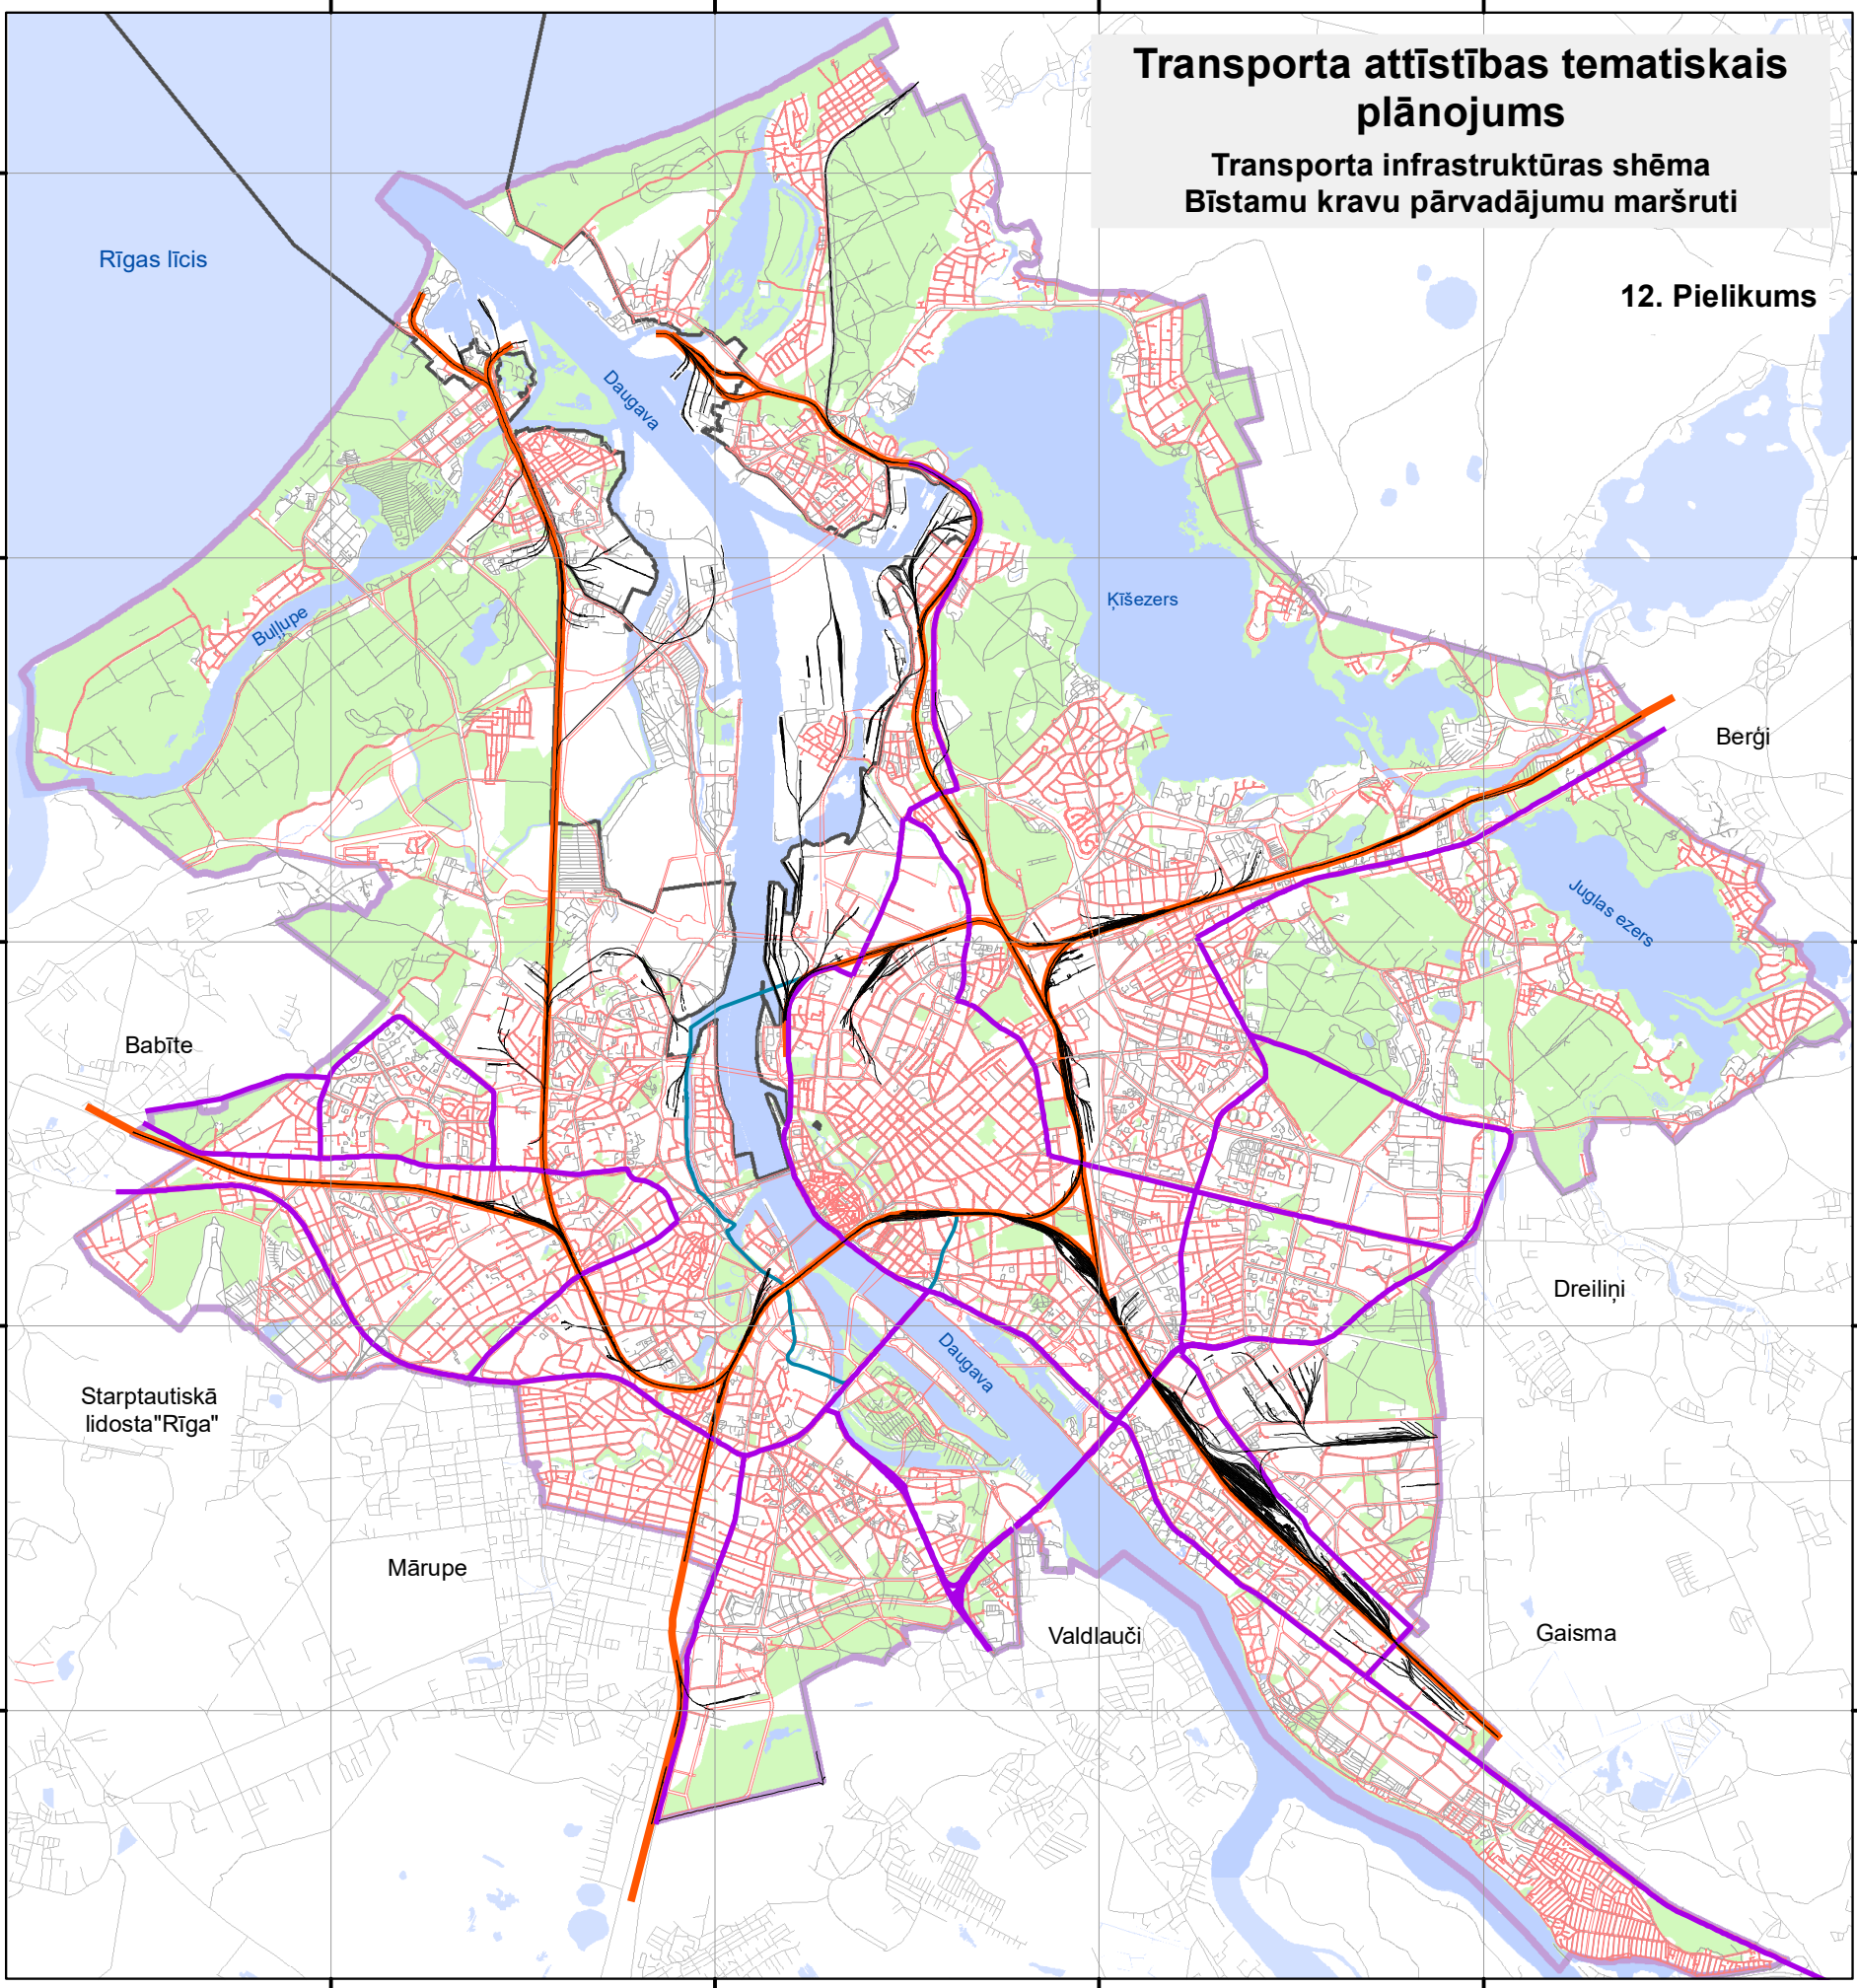 Transporta attīstības tematiskais
plānojums
Transporta infrastruktūras shēma
Bīstamu kravu pārvadājumu maršruti
12. Pielikums
Rīgas līcis
Daugava
Buļļupe
Ķīšezers
Berģi
Juglas ezers
Babīte
Dreiliņi
Daugava
Starptautiskā
lidosta"Rīga"
Mārupe
Valdlauči
Gaisma